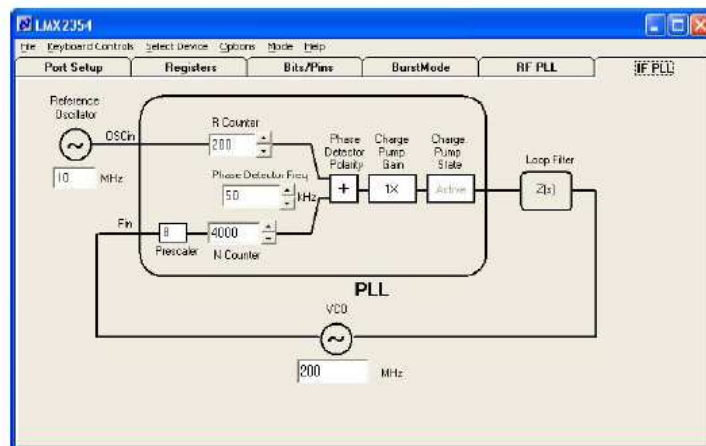 LMX2354
File Keyboard Controls Select Device Options Mode Help
Port Setup Registers Bits/Pins BurstMode RF PLL IF PLL
Reference Oscillator
OSCin
10 MHz
R Counter
200
Phase Detector Freq
50 kHz
Fin
8
Prescaler
4000
N Counter
Phase Detector Polarity
+
Charge Pump Gain
1X
Charge Pump State
Active
Loop Filter
Z(s)
PLL
VCO
200 MHz